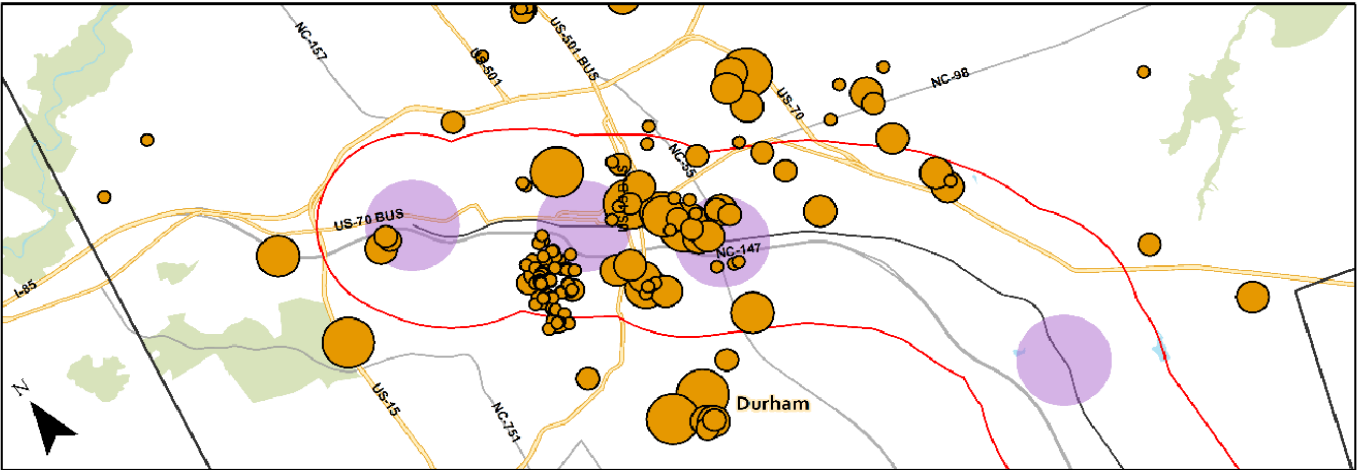 NC-157
US-501
US-501 BUS
US-70
NC-98
NC-55
US-70 BUS
NC-147
I-85
US-15
NC-751
Durham
N